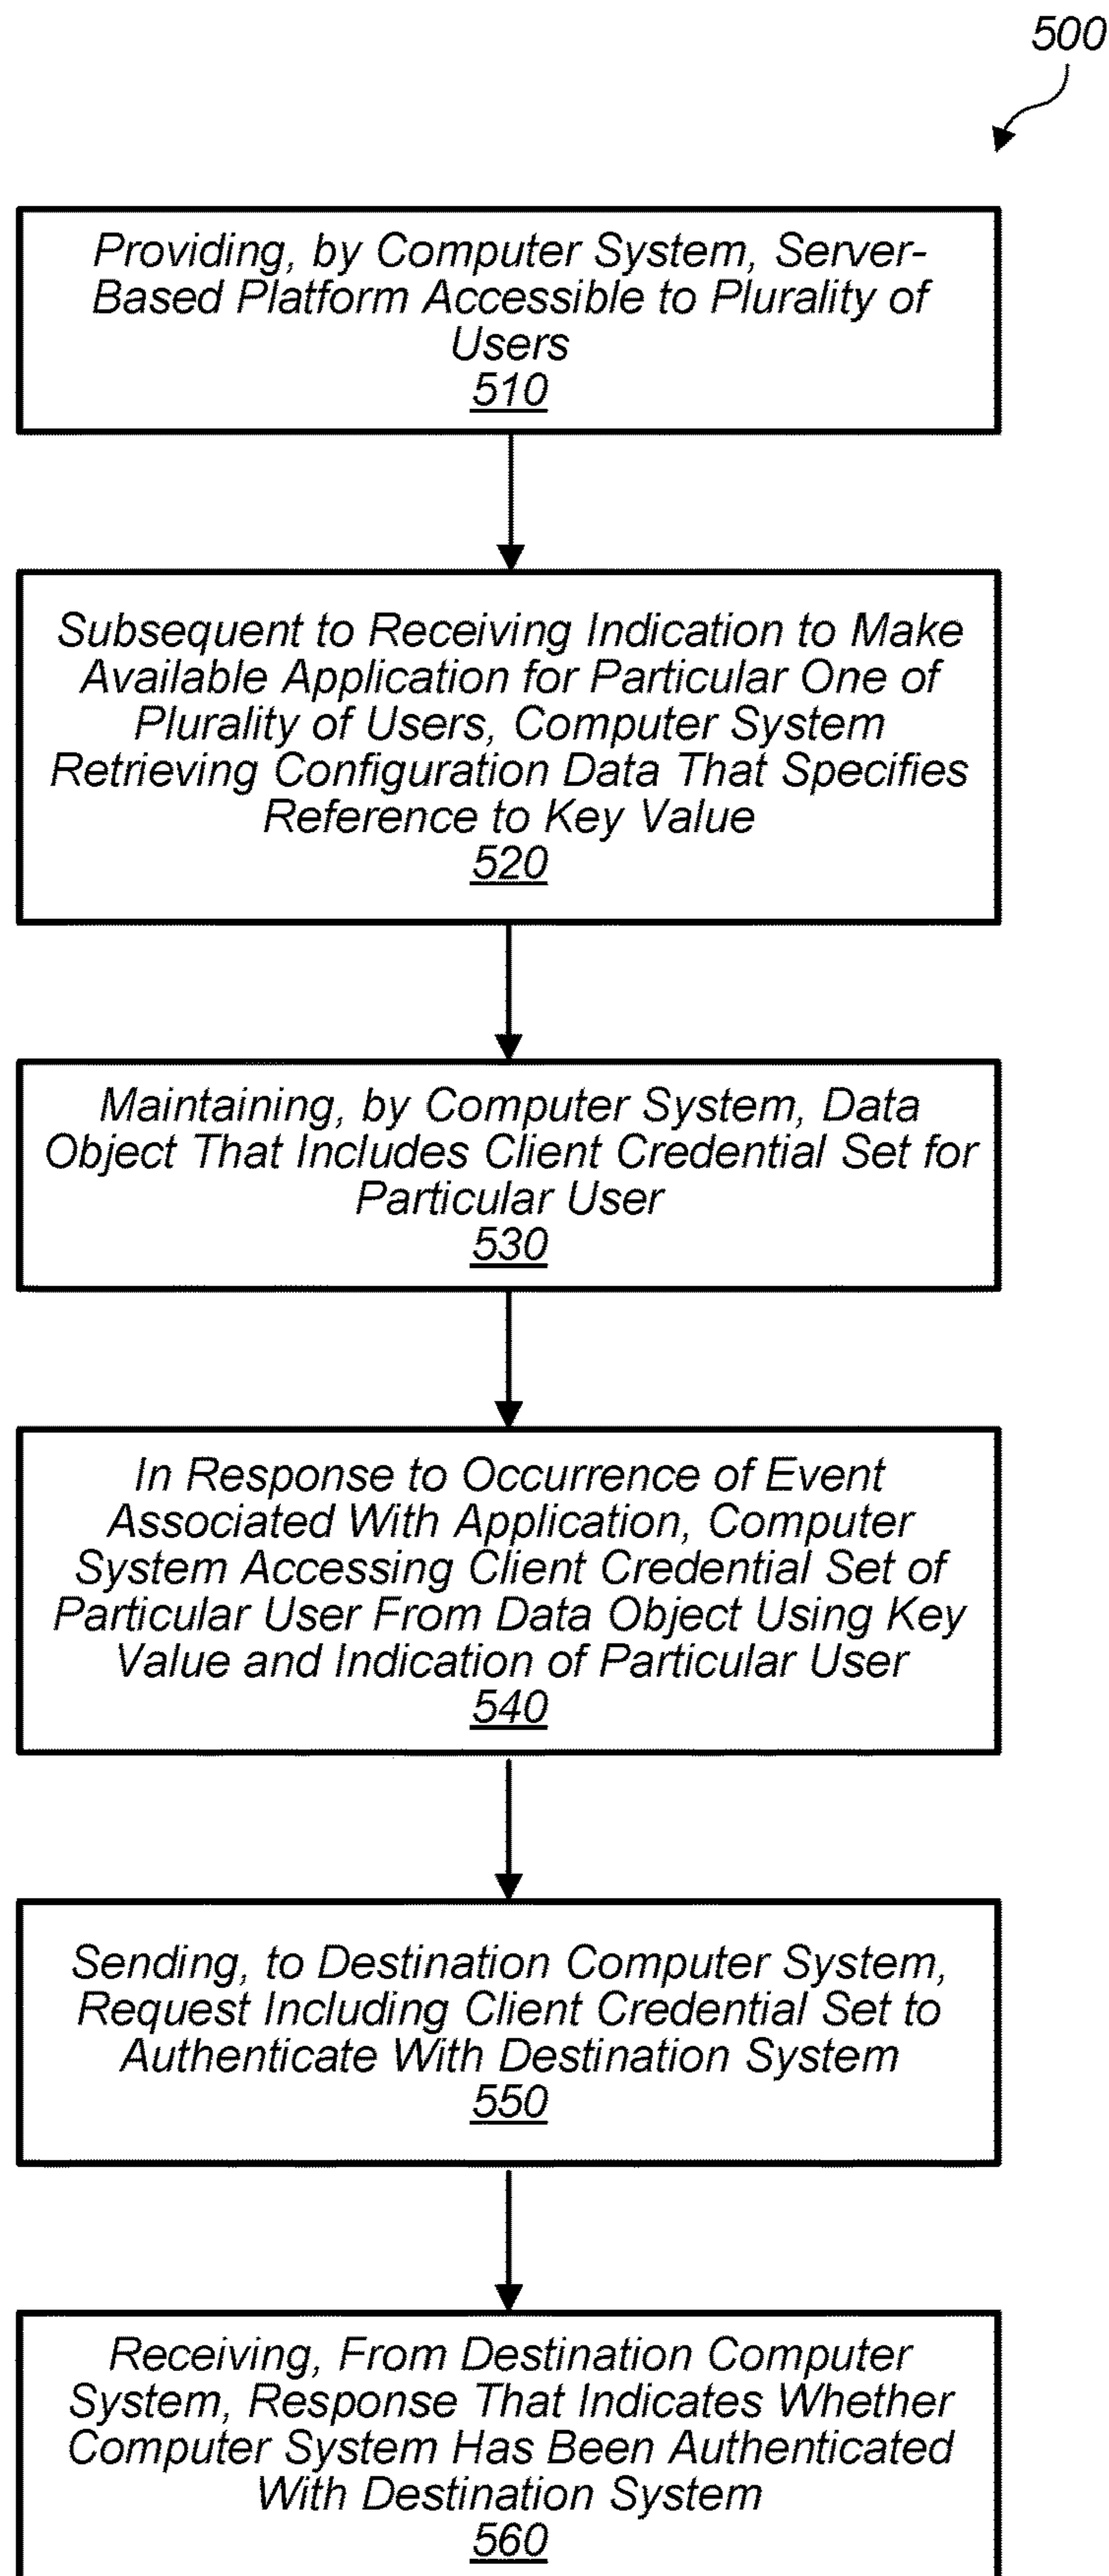 500
Providing, by Computer System, Server-
Based Platform Accessible to Plurality of
Users
510
Subsequent to Receiving Indication to Make
Available Application for Particular One of
Plurality of Users, Computer System
Retrieving Configuration Data That Specifies
Reference to Key Value
520
Maintaining, by Computer System, Data
Object That Includes Client Credential Set for
Particular User
530
In Response to Occurrence of Event
Associated With Application, Computer
System Accessing Client Credential Set of
Particular User From Data Object Using Key
Value and Indication of Particular User
540
Sending, to Destination Computer System,
Request Including Client Credential Set to
Authenticate With Destination System
550
Receiving, From Destination Computer
System, Response That Indicates Whether
Computer System Has Been Authenticated
With Destination System
560